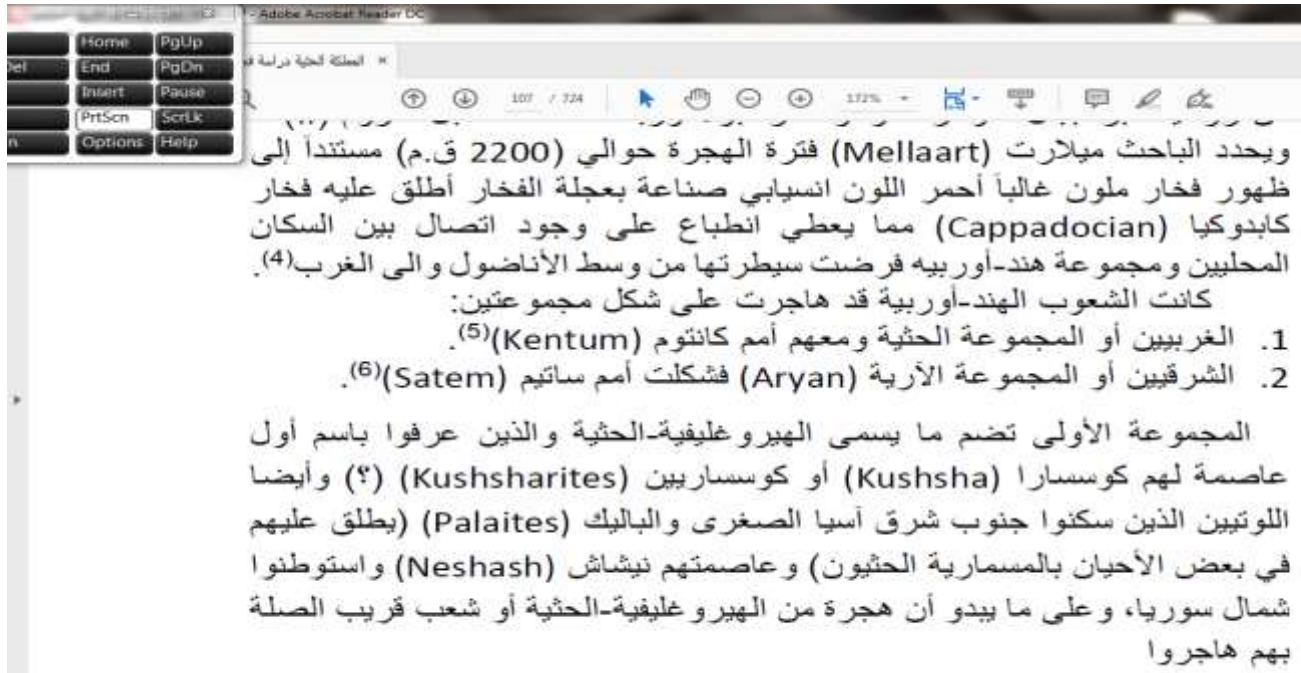 - Adobe Acrobat Reader DC
Home PgUp
Del End PgDn
Insert Pause
PrtScn ScrLk
n Options Help
× المملكة الحثية دراسة في
107 / 724
172%
ويحدد الباحث ميلارت (Mellaart) فترة الهجرة حوالي (2200 ق.م) مستنداً إلى
ظهور فخار ملون غالباً أحمر اللون انسيابي صناعة بعجلة الفخار أطلق عليه فخار
كابدوكيا (Cappadocian) مما يعطي انطباع على وجود اتصال بين السكان
المحليين ومجموعة هند-أوربيه فرضت سيطرتها من وسط الأناضول والى الغرب(4).
كانت الشعوب الهند-أوربية قد هاجرت على شكل مجموعتين:
1. الغربيين أو المجموعة الحثية ومعهم أمم كانتوم (Kentum)(5).
2. الشرقيين أو المجموعة الآرية (Aryan) فشكلت أمم ساتيم (Satem)(6).
المجموعة الأولى تضم ما يسمى الهيروغليفية-الحثية والذين عرفوا باسم أول
عاصمة لهم كوسسارا (Kushsha) أو كوسساريين (Kushsharites) (؟) وأيضا
اللوتيين الذين سكنوا جنوب شرق آسيا الصغرى والباليك (Palaites) (يطلق عليهم
في بعض الأحيان بالمسمارية الحثيون) وعاصمتهم نيشاش (Neshash) واستوطنوا
شمال سورياء، وعلى ما يبدو أن هجرة من الهيروغليفية-الحثية أو شعب قريب الصلة
بهم هاجروا